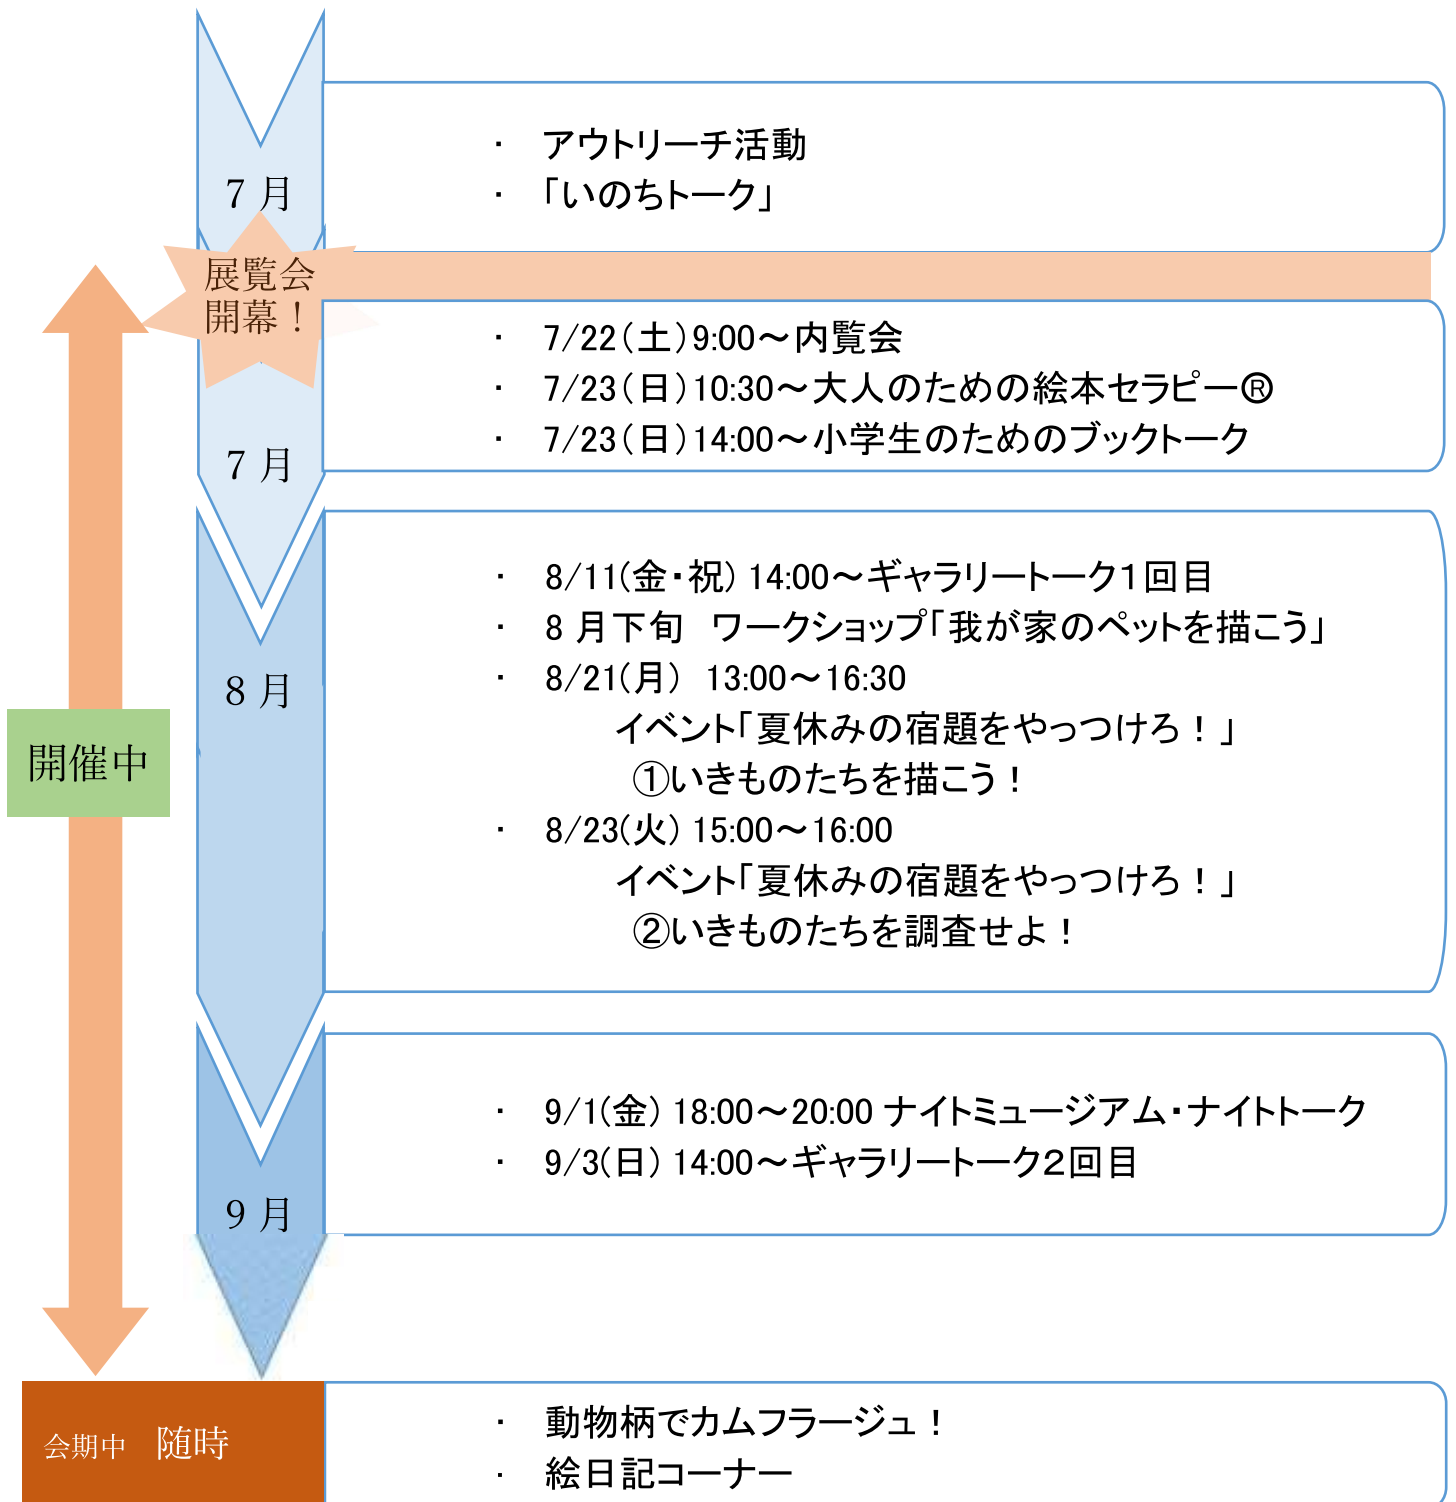 7 月
・ アウトリーチ活動
・ 「いのちトーク」
展覧会
開幕！
・ 7/22（土）9:00～内覧会
・ 7/23（日）10:30～大人のための絵本セラピー®
・ 7/23（日）14:00～小学生のためのブックトーク
7 月
・ 8/11(金・祝) 14:00～ギャラリートーク１回目
・ 8 月下旬　ワークショップ「我が家のペットを描こう」
・ 8/21(月) 13:00～16:30
イベント「夏休みの宿題をやっつけろ！」
①いきものたちを描こう！
・ 8/23(火) 15:00～16:00
イベント「夏休みの宿題をやっつけろ！」
②いきものたちを調査せよ！
8 月
開催中
・ 9/1(金) 18:00～20:00 ナイトミュージアム・ナイトトーク
・ 9/3(日) 14:00～ギャラリートーク２回目
9 月
会期中　随時
・ 動物柄でカムフラージュ！
・ 絵日記コーナー